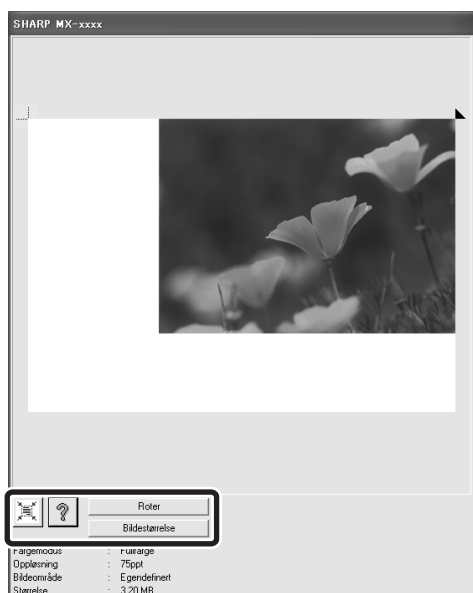 SHARP MX-xxxx
?
Roter
Bildestørrelse
Fargemodus : Fullfarge
Oppløsning : 75ppt
Bildeområde : Egendefinert
Størrelse : 3.20 MB